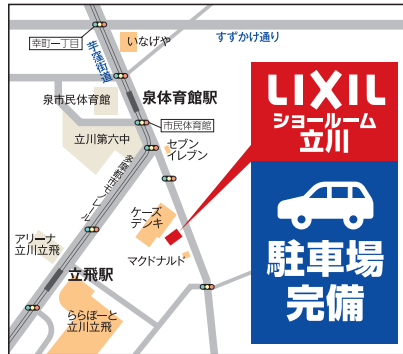 幸町一丁目
いなげや
すずかけ通り
芋窪街道
泉市民体育館
泉体育館駅
市民体育館
立川第六中
セブン
イレブン
多摩都市モノレール
ケーズ
デンキ
アリーナ
立川立飛
マクドナルド
立飛駅
ららぽーと
立川立飛
LIXIL
ショールーム
立川
駐車場
完備